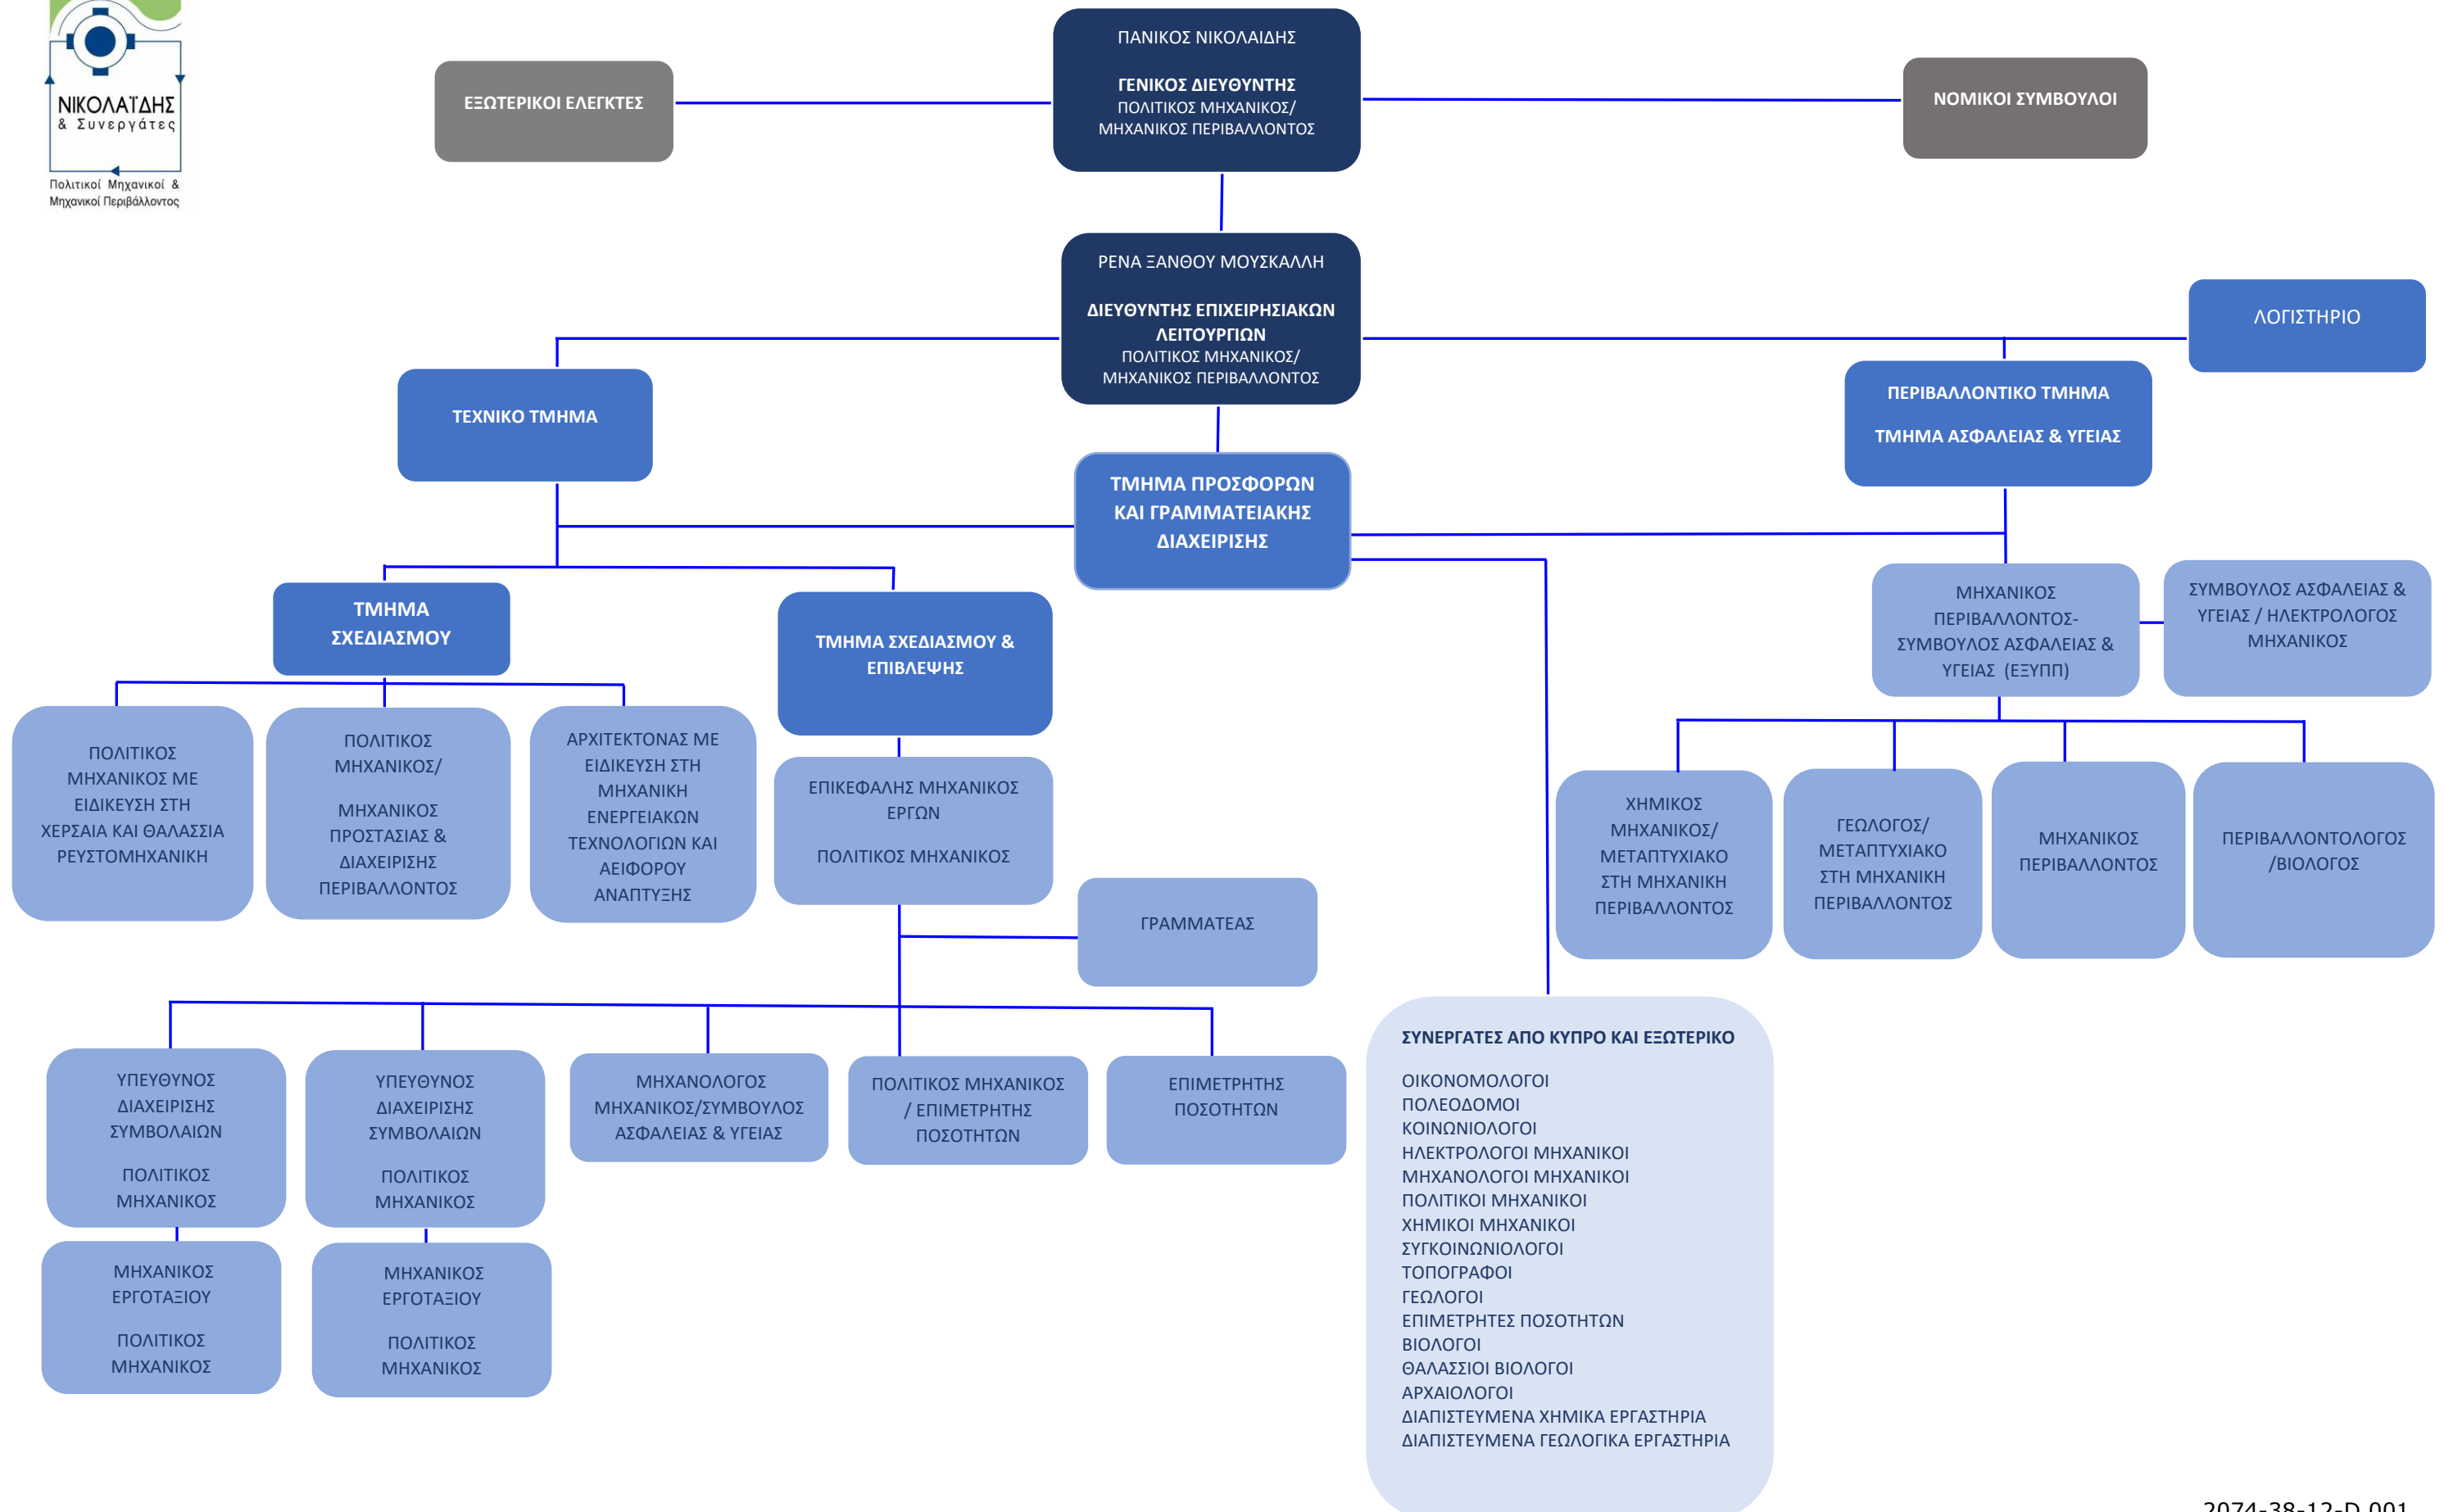 ΝΙΚΟΛΑΪΔΗΣ
& Συνεργάτες
Πολιτικοί Μηχανικοί &
Μηχανικοί Περιβάλλοντος
ΕΞΩΤΕΡΙΚΟΙ ΕΛΕΓΚΤΕΣ
ΠΑΝΙΚΟΣ ΝΙΚΟΛΑΙΔΗΣ
ΓΕΝΙΚΟΣ ΔΙΕΥΘΥΝΤΗΣ
ΠΟΛΙΤΙΚΟΣ ΜΗΧΑΝΙΚΟΣ/
ΜΗΧΑΝΙΚΟΣ ΠΕΡΙΒΑΛΛΟΝΤΟΣ
ΝΟΜΙΚΟΙ ΣΥΜΒΟΥΛΟΙ
ΡΕΝΑ ΞΑΝΘΟΥ ΜΟΥΣΚΑΛΛΗ
ΔΙΕΥΘΥΝΤΗΣ ΕΠΙΧΕΙΡΗΣΙΑΚΩΝ
ΛΕΙΤΟΥΡΓΙΩΝ
ΠΟΛΙΤΙΚΟΣ ΜΗΧΑΝΙΚΟΣ/
ΜΗΧΑΝΙΚΟΣ ΠΕΡΙΒΑΛΛΟΝΤΟΣ
ΛΟΓΙΣΤΗΡΙΟ
ΤΕΧΝΙΚΟ ΤΜΗΜΑ
ΠΕΡΙΒΑΛΛΟΝΤΙΚΟ ΤΜΗΜΑ
ΤΜΗΜΑ ΑΣΦΑΛΕΙΑΣ & ΥΓΕΙΑΣ
ΤΜΗΜΑ ΠΡΟΣΦΟΡΩΝ
ΚΑΙ ΓΡΑΜΜΑΤΕΙΑΚΗΣ
ΔΙΑΧΕΙΡΙΣΗΣ
ΤΜΗΜΑ
ΣΧΕΔΙΑΣΜΟΥ
ΤΜΗΜΑ ΣΧΕΔΙΑΣΜΟΥ &
ΕΠΙΒΛΕΨΗΣ
ΜΗΧΑΝΙΚΟΣ
ΠΕΡΙΒΑΛΛΟΝΤΟΣ-
ΣΥΜΒΟΥΛΟΣ ΑΣΦΑΛΕΙΑΣ &
ΥΓΕΙΑΣ (ΕΞΥΠΠ)
ΣΥΜΒΟΥΛΟΣ ΑΣΦΑΛΕΙΑΣ &
ΥΓΕΙΑΣ / ΗΛΕΚΤΡΟΛΟΓΟΣ
ΜΗΧΑΝΙΚΟΣ
ΠΟΛΙΤΙΚΟΣ
ΜΗΧΑΝΙΚΟΣ ΜΕ
ΕΙΔΙΚΕΥΣΗ ΣΤΗ
ΧΕΡΣΑΙΑ ΚΑΙ ΘΑΛΑΣΣΙΑ
ΡΕΥΣΤΟΜΗΧΑΝΙΚΗ
ΠΟΛΙΤΙΚΟΣ
ΜΗΧΑΝΙΚΟΣ/
ΜΗΧΑΝΙΚΟΣ
ΠΡΟΣΤΑΣΙΑΣ &
ΔΙΑΧΕΙΡΙΣΗΣ
ΠΕΡΙΒΑΛΛΟΝΤΟΣ
ΑΡΧΙΤΕΚΤΟΝΑΣ ΜΕ
ΕΙΔΙΚΕΥΣΗ ΣΤΗ
ΜΗΧΑΝΙΚΗ
ΕΝΕΡΓΕΙΑΚΩΝ
ΤΕΧΝΟΛΟΓΙΩΝ ΚΑΙ
ΑΕΙΦΟΡΟΥ
ΑΝΑΠΤΥΞΗΣ
ΕΠΙΚΕΦΑΛΗΣ ΜΗΧΑΝΙΚΟΣ
ΕΡΓΩΝ
ΠΟΛΙΤΙΚΟΣ ΜΗΧΑΝΙΚΟΣ
ΧΗΜΙΚΟΣ
ΜΗΧΑΝΙΚΟΣ/
ΜΕΤΑΠΤΥΧΙΑΚΟ
ΣΤΗ ΜΗΧΑΝΙΚΗ
ΠΕΡΙΒΑΛΛΟΝΤΟΣ
ΓΕΩΛΟΓΟΣ/
ΜΕΤΑΠΤΥΧΙΑΚΟ
ΣΤΗ ΜΗΧΑΝΙΚΗ
ΠΕΡΙΒΑΛΛΟΝΤΟΣ
ΜΗΧΑΝΙΚΟΣ
ΠΕΡΙΒΑΛΛΟΝΤΟΣ
ΠΕΡΙΒΑΛΛΟΝΤΟΛΟΓΟΣ
/ΒΙΟΛΟΓΟΣ
ΓΡΑΜΜΑΤΕΑΣ
ΥΠΕΥΘΥΝΟΣ
ΔΙΑΧΕΙΡΙΣΗΣ
ΣΥΜΒΟΛΑΙΩΝ
ΠΟΛΙΤΙΚΟΣ
ΜΗΧΑΝΙΚΟΣ
ΥΠΕΥΘΥΝΟΣ
ΔΙΑΧΕΙΡΙΣΗΣ
ΣΥΜΒΟΛΑΙΩΝ
ΠΟΛΙΤΙΚΟΣ
ΜΗΧΑΝΙΚΟΣ
ΜΗΧΑΝΟΛΟΓΟΣ
ΜΗΧΑΝΙΚΟΣ/ΣΥΜΒΟΥΛΟΣ
ΑΣΦΑΛΕΙΑΣ & ΥΓΕΙΑΣ
ΠΟΛΙΤΙΚΟΣ ΜΗΧΑΝΙΚΟΣ
/ ΕΠΙΜΕΤΡΗΤΗΣ
ΠΟΣΟΤΗΤΩΝ
ΕΠΙΜΕΤΡΗΤΗΣ
ΠΟΣΟΤΗΤΩΝ
ΜΗΧΑΝΙΚΟΣ
ΕΡΓΟΤΑΞΙΟΥ
ΠΟΛΙΤΙΚΟΣ
ΜΗΧΑΝΙΚΟΣ
ΜΗΧΑΝΙΚΟΣ
ΕΡΓΟΤΑΞΙΟΥ
ΠΟΛΙΤΙΚΟΣ
ΜΗΧΑΝΙΚΟΣ
ΣΥΝΕΡΓΑΤΕΣ ΑΠΟ ΚΥΠΡΟ ΚΑΙ ΕΞΩΤΕΡΙΚΟ
ΟΙΚΟΝΟΜΟΛΟΓΟΙ
ΠΟΛΕΟΔΟΜΟΙ
ΚΟΙΝΩΝΙΟΛΟΓΟΙ
ΗΛΕΚΤΡΟΛΟΓΟΙ ΜΗΧΑΝΙΚΟΙ
ΜΗΧΑΝΟΛΟΓΟΙ ΜΗΧΑΝΙΚΟΙ
ΠΟΛΙΤΙΚΟΙ ΜΗΧΑΝΙΚΟΙ
ΧΗΜΙΚΟΙ ΜΗΧΑΝΙΚΟΙ
ΣΥΓΚΟΙΝΩΝΙΟΛΟΓΟΙ
ΤΟΠΟΓΡΑΦΟΙ
ΓΕΩΛΟΓΟΙ
ΕΠΙΜΕΤΡΗΤΕΣ ΠΟΣΟΤΗΤΩΝ
ΒΙΟΛΟΓΟΙ
ΘΑΛΑΣΣΙΟΙ ΒΙΟΛΟΓΟΙ
ΑΡΧΑΙΟΛΟΓΟΙ
ΔΙΑΠΙΣΤΕΥΜΕΝΑ ΧΗΜΙΚΑ ΕΡΓΑΣΤΗΡΙΑ
ΔΙΑΠΙΣΤΕΥΜΕΝΑ ΓΕΩΛΟΓΙΚΑ ΕΡΓΑΣΤΗΡΙΑ
2074-38-12-D.001